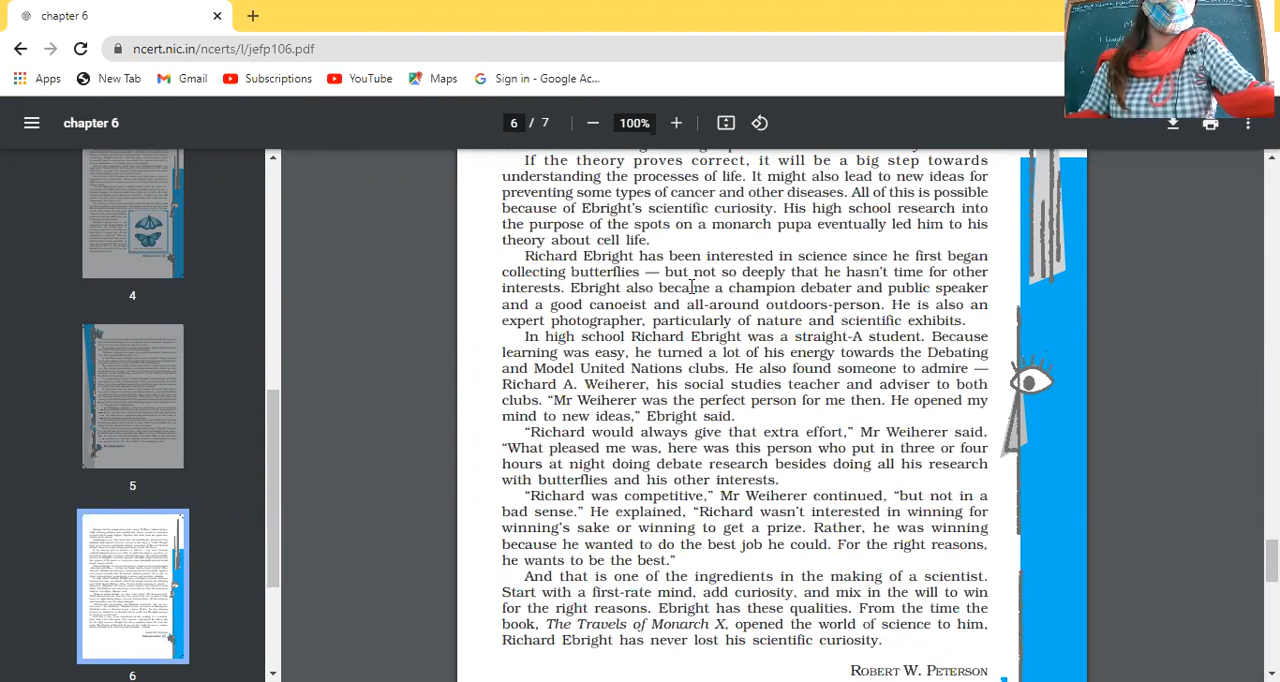 chapter 6
ncert.nic.in/ncerts/l/jefp106.pdf
Apps
New Tab
Gmail
Subscriptions
YouTube
Maps
Sign in - Google Ac...
chapter 6
6 / 7
100%
4
5
6
If the theory proves correct, it will be a big step towards
understanding the processes of life. It might also lead to new ideas for
preventing some types of cancer and other diseases. All of this is possible
because of Ebright's scientific curiosity. His high school research into
the purpose of the spots on a monarch pupa eventually led him to his
theory about cell life.
Richard Ebright has been interested in science since he first began
collecting butterflies — but not so deeply that he hasn't time for other
interests. Ebright also became a champion debater and public speaker
and a good canoeist and all-around outdoors-person. He is also an
expert photographer, particularly of nature and scientific exhibits.
In high school Richard Ebright was a straight-A student. Because
learning was easy, he turned a lot of his energy towards the Debating
and Model United Nations clubs. He also found someone to admire —
Richard A. Weiherer, his social studies teacher and adviser to both
clubs. "Mr Weiherer was the perfect person for me then. He opened my
mind to new ideas," Ebright said.
"Richard would always give that extra effort," Mr Weiherer said.
"What pleased me was, here was this person who put in three or four
hours at night doing debate research besides doing all his research
with butterflies and his other interests.
"Richard was competitive," Mr Weiherer continued, "but not in a
bad sense." He explained, "Richard wasn't interested in winning for
winning's sake or winning to get a prize. Rather, he was winning
because he wanted to do the best job he could. For the right reasons,
he wants to be the best."
And that is one of the ingredients in the making of a scientist.
Start with a first-rate mind, add curiosity, and mix in the will to win
for the right reasons. Ebright has these qualities. From the time the
book, The Travels of Monarch X, opened the world of science to him,
Richard Ebright has never lost his scientific curiosity.
ROBERT W. PETERSON